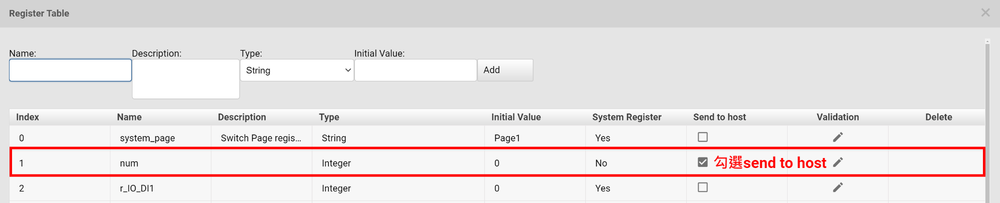 Register Table
Name: Description: Type: Initial Value:
String Add
Index Name Description Type Initial Value System Register Send to host Validation Delete
0 system_page Switch Page regis... String Page1 Yes
1 num Integer 0 No 勾選send to host
2 r_IO_DI1 Integer 0 Yes